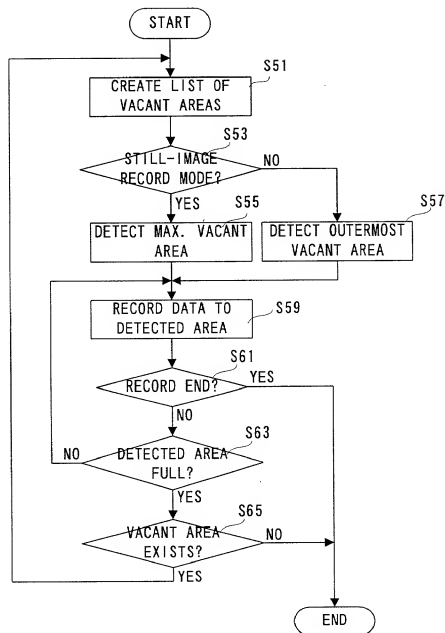 START
S51
CREATE LIST OF
VACANT AREAS
S53
STILL-IMAGE
RECORD MODE?
NO
YES
S55
DETECT MAX. VACANT
AREA
S57
DETECT OUTERMOST
VACANT AREA
RECORD DATA TO
DETECTED AREA
S59
S61
RECORD END?
YES
NO
S63
DETECTED AREA
FULL?
NO
YES
S65
VACANT AREA
EXISTS?
NO
YES
END